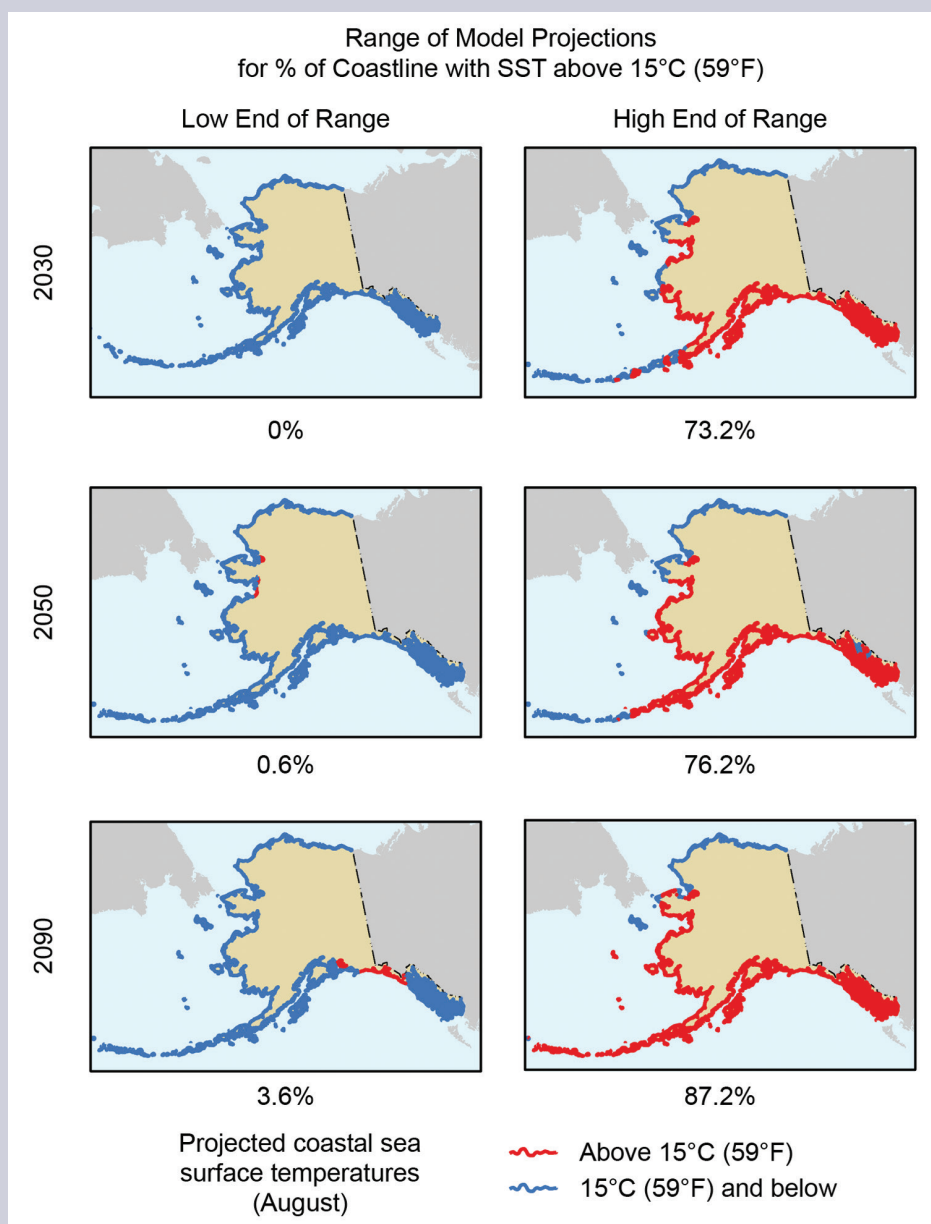 Range of Model Projections
for % of Coastline with SST above 15°C (59°F)
Low End of Range
High End of Range
2030
0%
73.2%
2050
0.6%
76.2%
2090
3.6%
87.2%
Projected coastal sea
surface temperatures
(August)
Above 15°C (59°F)
15°C (59°F) and below